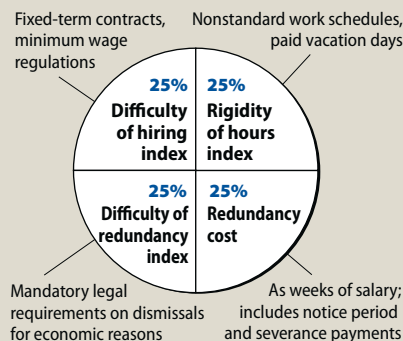 Fixed-term contracts,
minimum wage
regulations
Nonstandard work schedules,
paid vacation days
25%
Difficulty
of hiring
index
25%
Rigidity
of hours
index
25%
Difficulty of
redundancy
index
25%
Redundancy
cost
Mandatory legal
requirements on dismissals
for economic reasons
As weeks of salary;
includes notice period
and severance payments